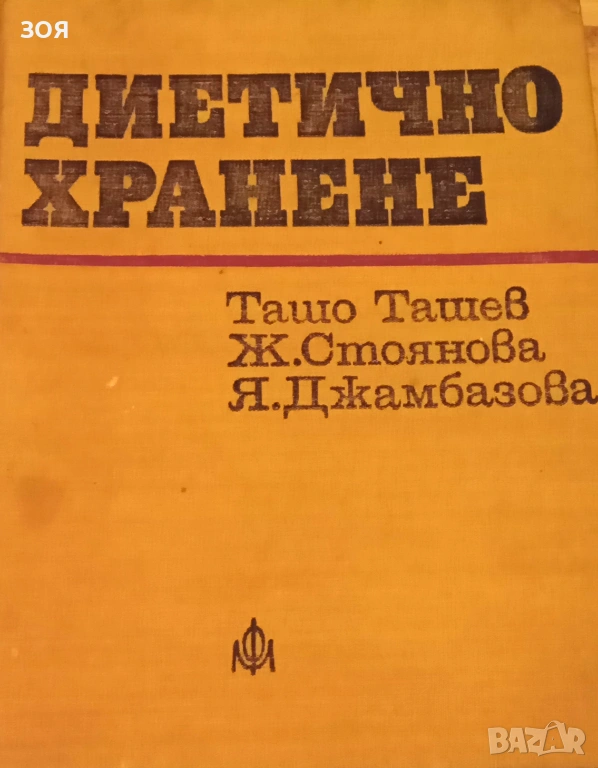 ЗОЯ
ДИЕТИЧНО
ХРАНЕНЕ
Ташо Ташев
Ж.Стоянова
Я.Джамбазова
BAZAR